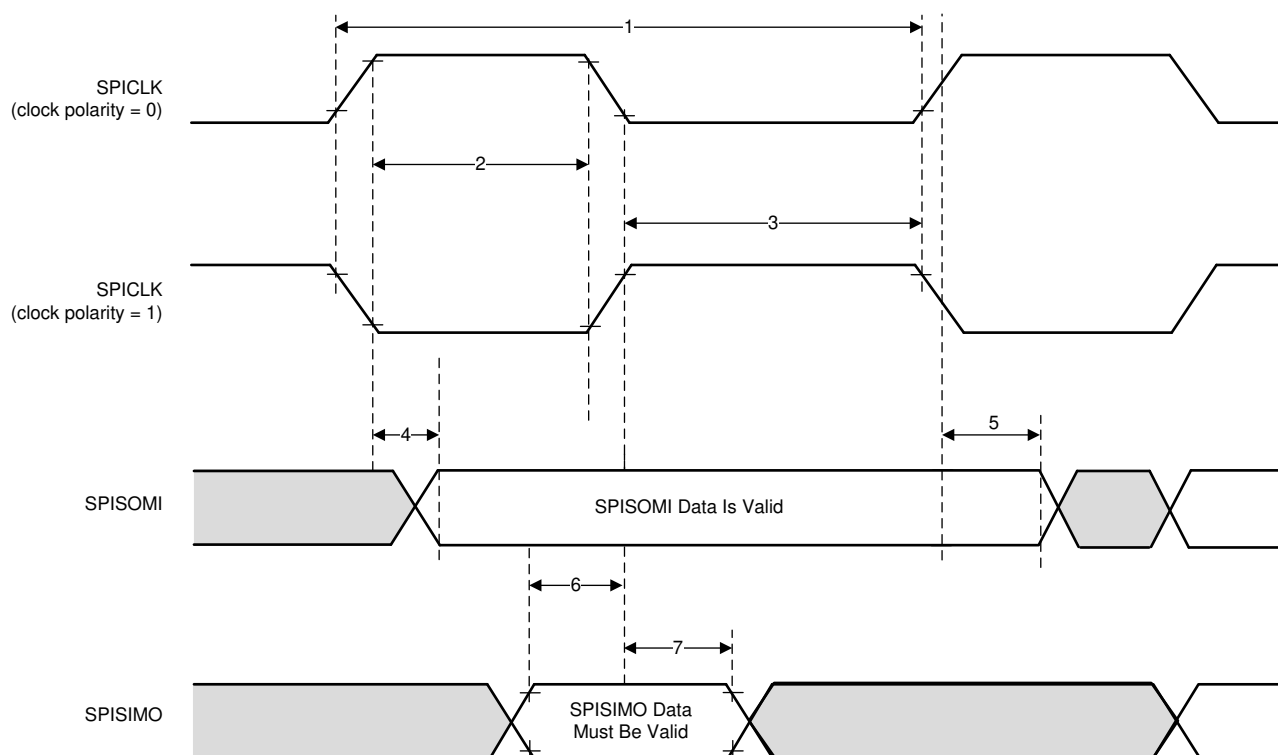 1
SPICLK
(clock polarity = 0)
2
3
SPICLK
(clock polarity = 1)
4
5
SPISOMI
SPISOMI Data Is Valid
6
7
SPISIMO
SPISIMO Data
Must Be Valid